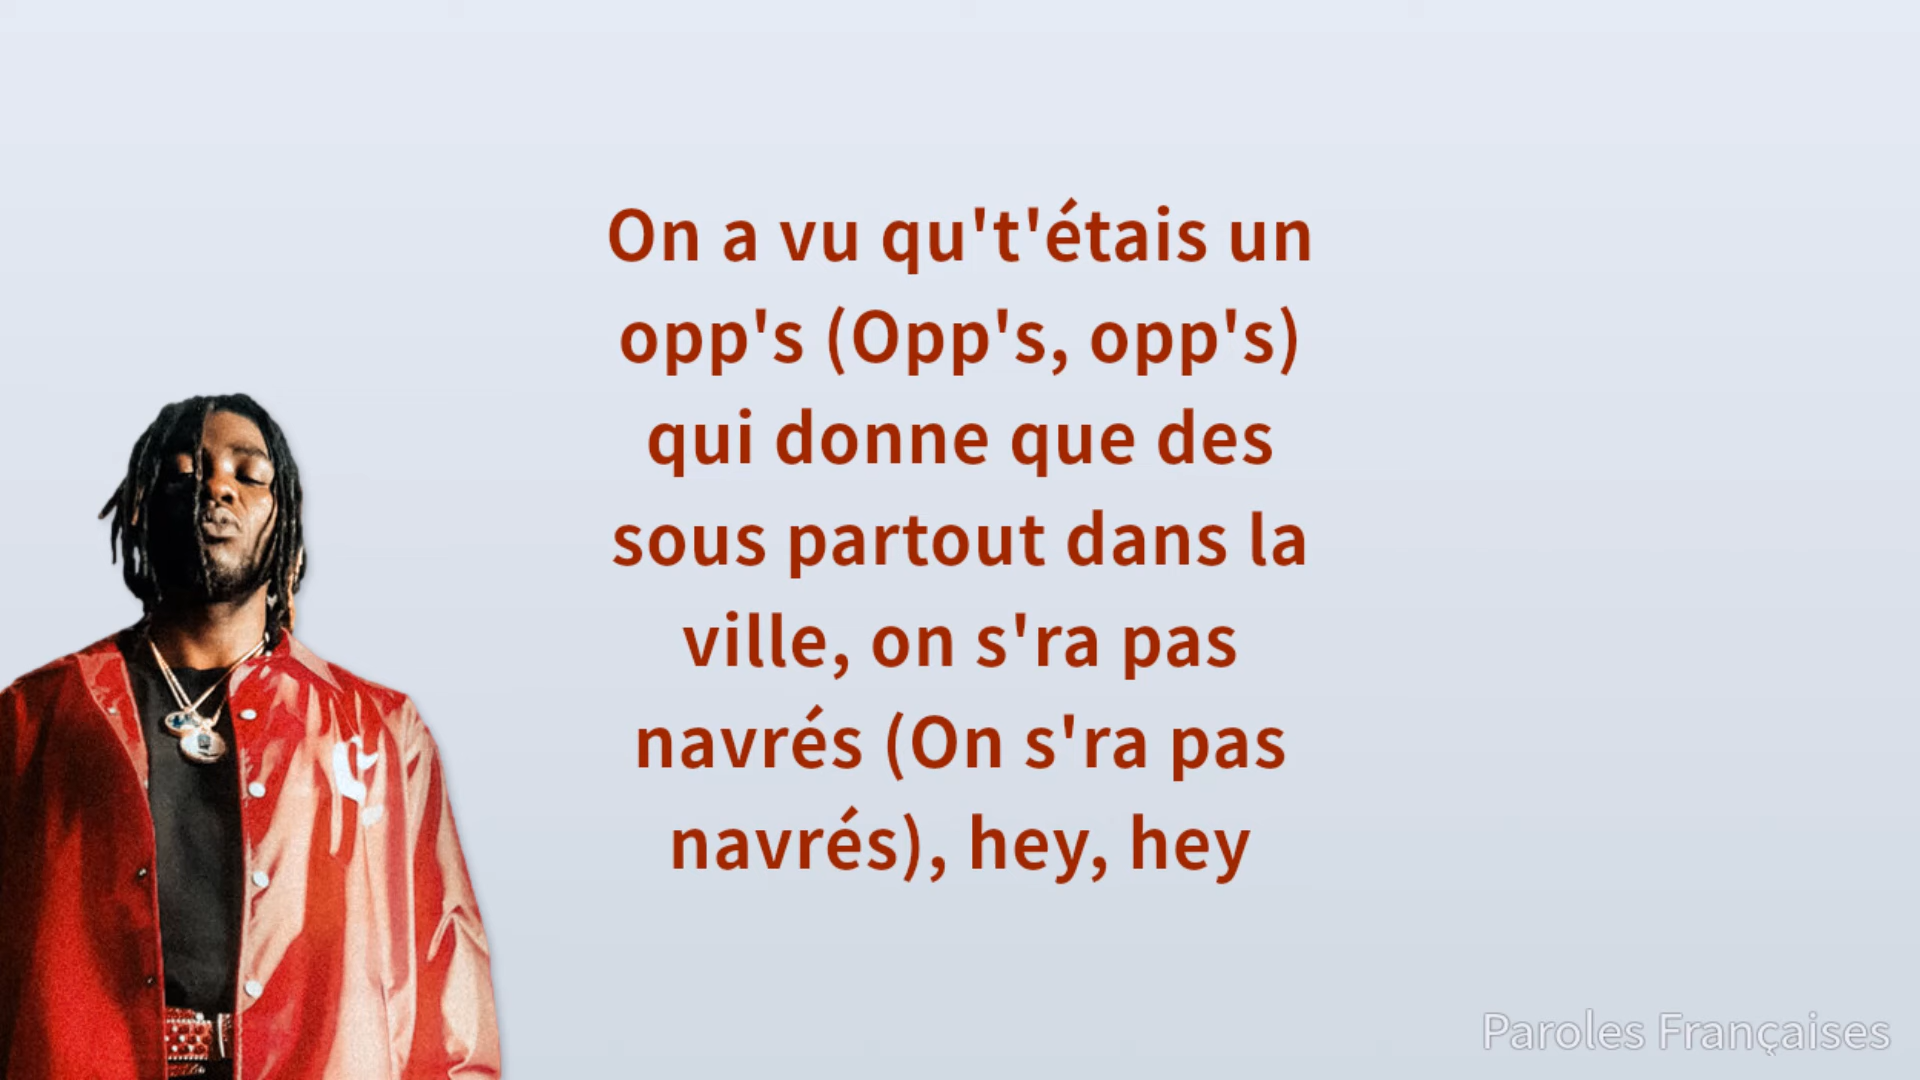 On a vu qu't'étais un
opp's (Opp's, opp's)
qui donne que des
sous partout dans la
ville, on s'ra pas
navrés (On s'ra pas
navrés), hey, hey
Paroles Françaises